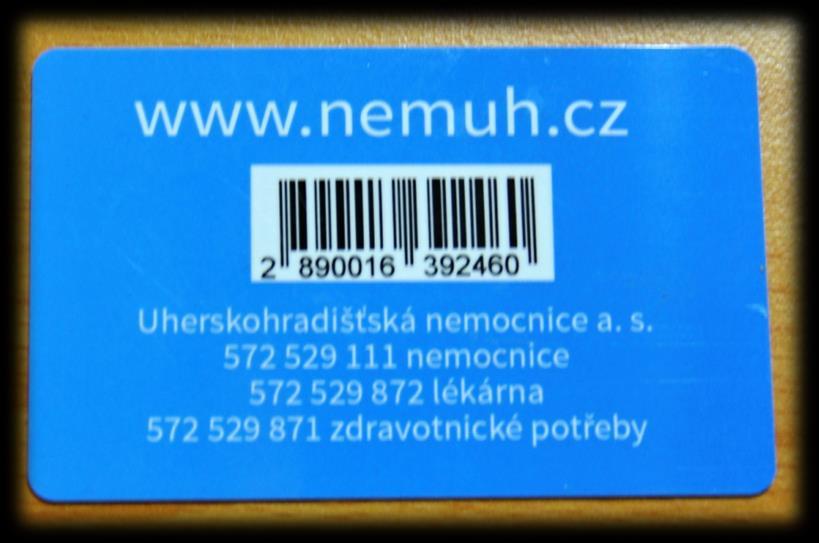 www.nemuh.cz
2 890016 392460
Uherskohradišťská nemocnice a. s.
572 529 111 nemocnice
572 529 872 lékárna
572 529 871 zdravotnické potřeby